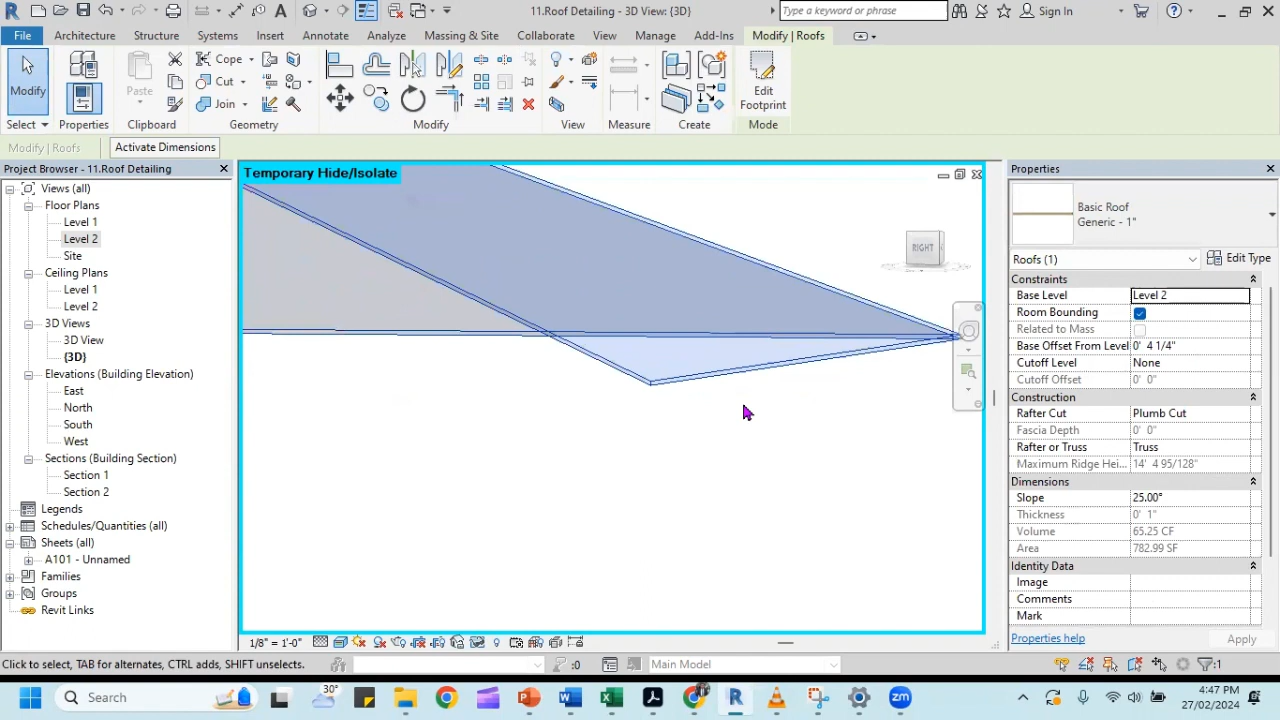 11.Roof Detailing - 3D View: {3D}
Type a keyword or phrase
Sign In
File Architecture Structure Systems Insert Annotate Analyze Massing & Site Collaborate View Manage Add-Ins Modify | Roofs
Modify
Paste
Cope
Cut
Join
Edit
Footprint
Select Properties Clipboard Geometry Modify View Measure Create Mode
Modify | Roofs
Activate Dimensions
Project Browser - 11.Roof Detailing
Views (all)
Floor Plans
Level 1
Level 2
Site
Ceiling Plans
Level 1
Level 2
3D Views
3D View
{3D}
Elevations (Building Elevation)
East
North
South
West
Sections (Building Section)
Section 1
Section 2
Legends
Schedules/Quantities (all)
Sheets (all)
A101 - Unnamed
Families
Groups
Revit Links
Temporary Hide/Isolate
RIGHT
1/8" = 1'-0"
Properties
Basic Roof
Generic - 1"
Roofs (1)
Edit Type
Constraints
Base Level Level 2
Room Bounding
Related to Mass
Base Offset From Level 0' 4 1/4"
Cutoff Level None
Cutoff Offset 0' 0"
Construction
Rafter Cut Plumb Cut
Fascia Depth 0' 0"
Rafter or Truss Truss
Maximum Ridge Hei... 14' 4 95/128"
Dimensions
Slope 25.00°
Thickness 0' 1"
Volume 65.25 CF
Area 782.99 SF
Identity Data
Image
Comments
Mark
Properties help
Apply
Click to select, TAB for alternates, CTRL adds, SHIFT unselects.
:0
Main Model
:1
Search
30°
zm
4:47 PM
27/02/2024